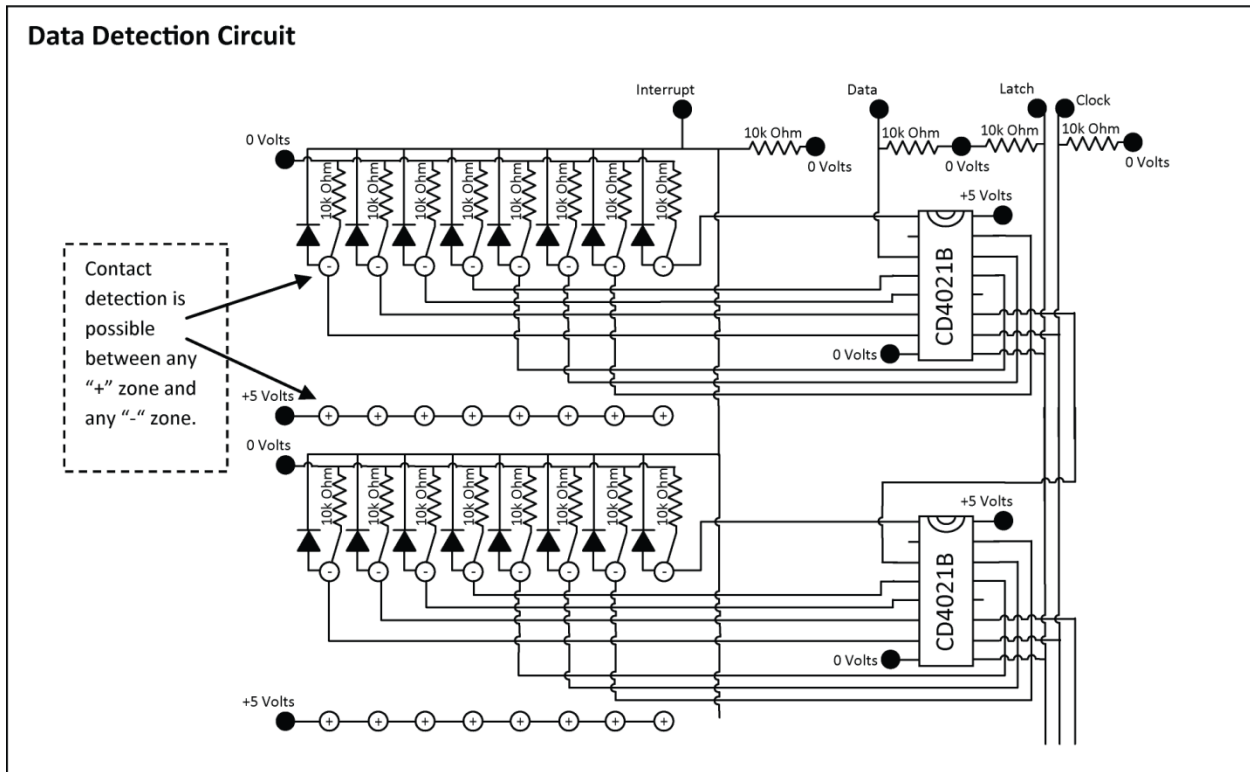 Data Detection Circuit
Interrupt
Data
Latch
Clock
0 Volts
10k Ohm
0 Volts
10k Ohm
0 Volts
10k Ohm
10k Ohm
0 Volts
10k Ohm
10k Ohm
10k Ohm
10k Ohm
10k Ohm
10k Ohm
10k Ohm
10k Ohm
+5 Volts
CD4021B
- - - - - - - -
0 Volts
Contact
detection is
possible
between any
“+” zone and
any “-“ zone.
+5 Volts
+ + + + + + + +
0 Volts
10k Ohm
10k Ohm
10k Ohm
10k Ohm
10k Ohm
10k Ohm
10k Ohm
10k Ohm
+5 Volts
CD4021B
- - - - - - - -
0 Volts
+5 Volts
+ + + + + + + +